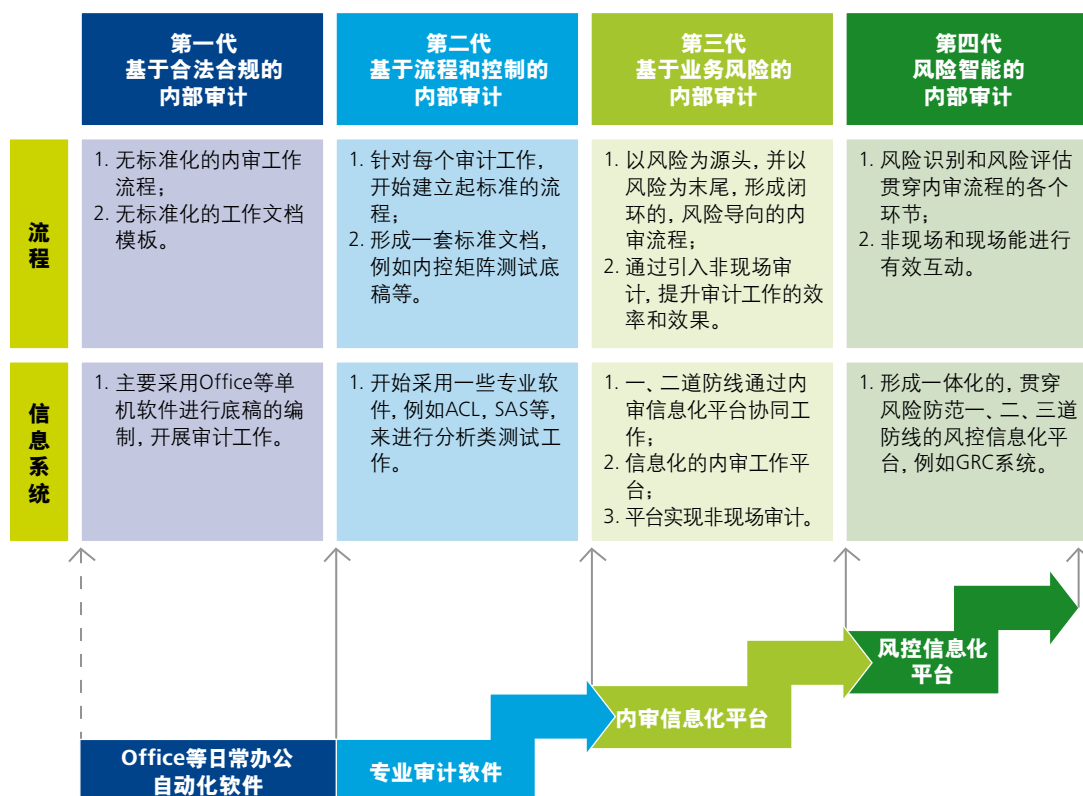 第一代
基于合法合规的
内部审计
第二代
基于流程和控制的
内部审计
第三代
基于业务风险的
内部审计
第四代
风险智能的
内部审计
流程
1. 无标准化的内审工作
流程；
2. 无标准化的工作文档
模板。
1. 针对每个审计工作，
开始建立起标准的流
程；
2. 形成一套标准文档，
例如内控矩阵测试底
稿等。
1. 以风险为源头，并以
风险为末尾，形成闭
环的，风险导向的内
审流程；
2. 通过引入非现场审
计，提升审计工作的效
率和效果。
1. 风险识别和风险评估
贯穿内审流程的各个
环节；
2. 非现场和现场能进行
有效互动。
信息系统
1. 主要采用Office等单
机软件进行底稿的编
制，开展审计工作。
1. 开始采用一些专业软
件，例如ACL，SAS等，
来进行分析类测试工
作。
1. 一、二道防线通过内
审信息化平台协同工
作；
2. 信息化的内审工作平
台；
3. 平台实现非现场审计。
1. 形成一体化的，贯穿
风险防范一、二、三道
防线的风控信息化平
台，例如GRC系统。
Office等日常办公
自动化软件
专业审计软件
内审信息化平台
风控信息化
平台